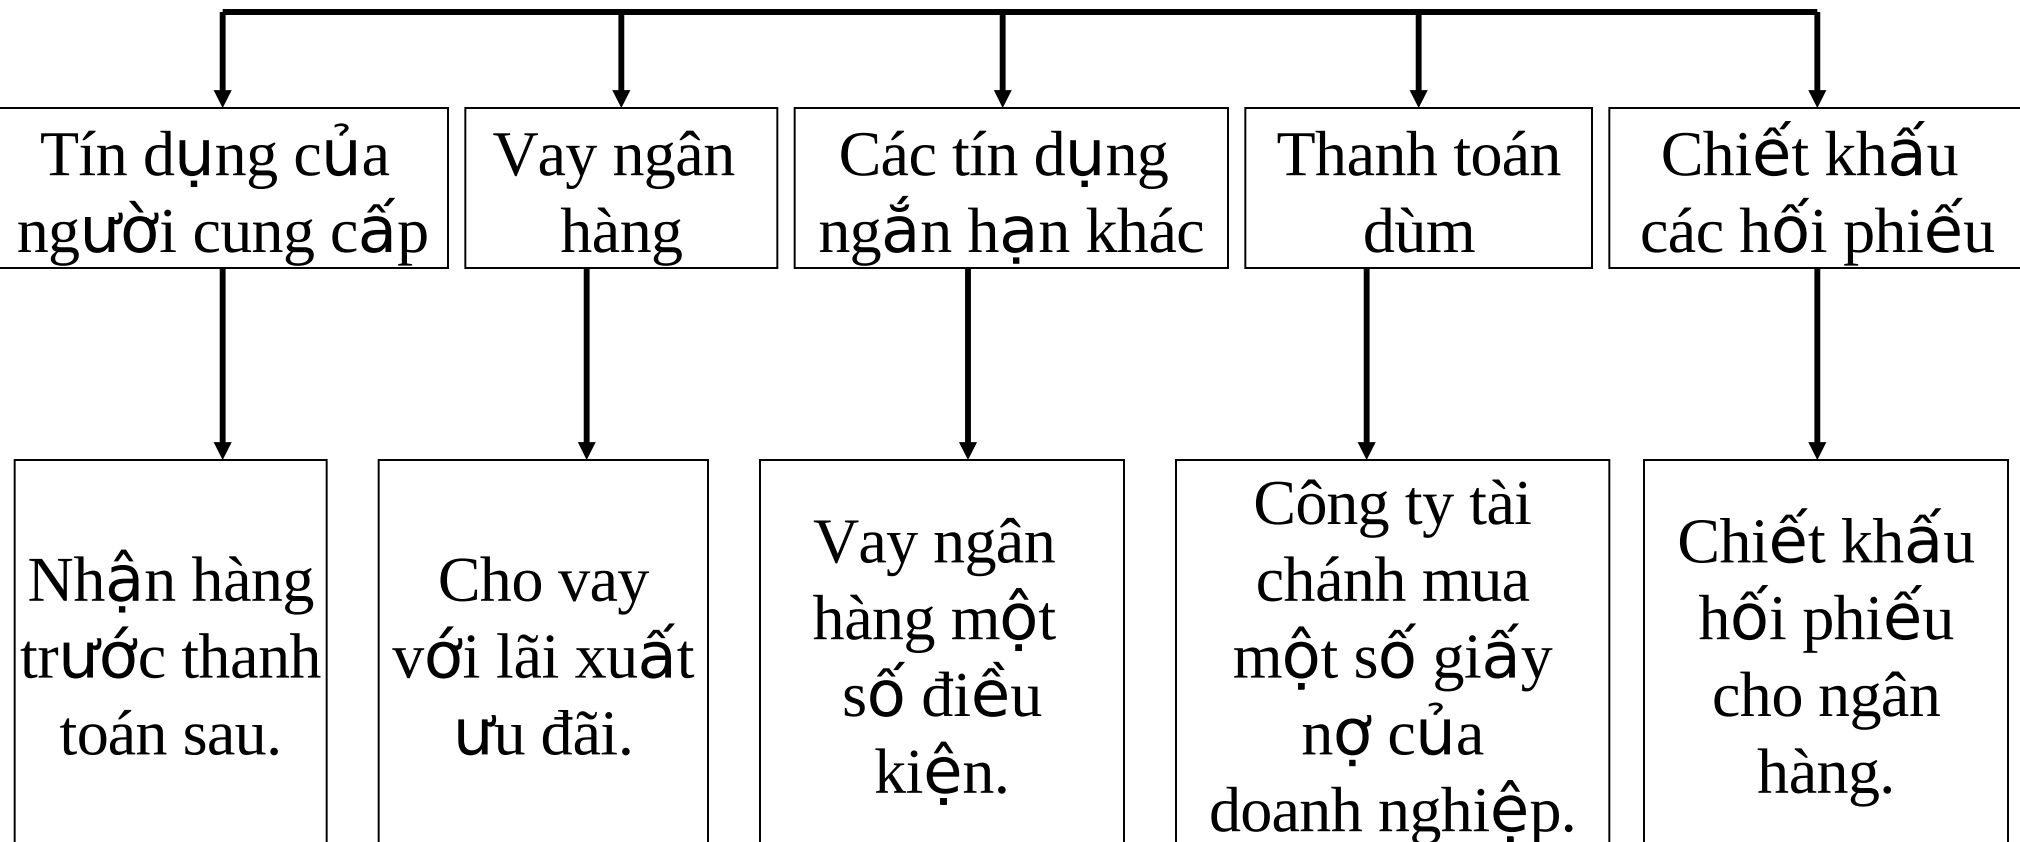 Tín dụng của
người cung cấp
Vay ngân
hàng
Các tín dụng
ngắn hạn khác
Thanh toán
dùm
Chiết khấu
các hối phiếu
Nhận hàng
trước thanh
toán sau.
Cho vay
với lãi xuất
ưu đãi.
Vay ngân
hàng một
số điều
kiện.
Công ty tài
chánh mua
một số giấy
nợ của
doanh nghiệp.
Chiết khấu
hối phiếu
cho ngân
hàng.